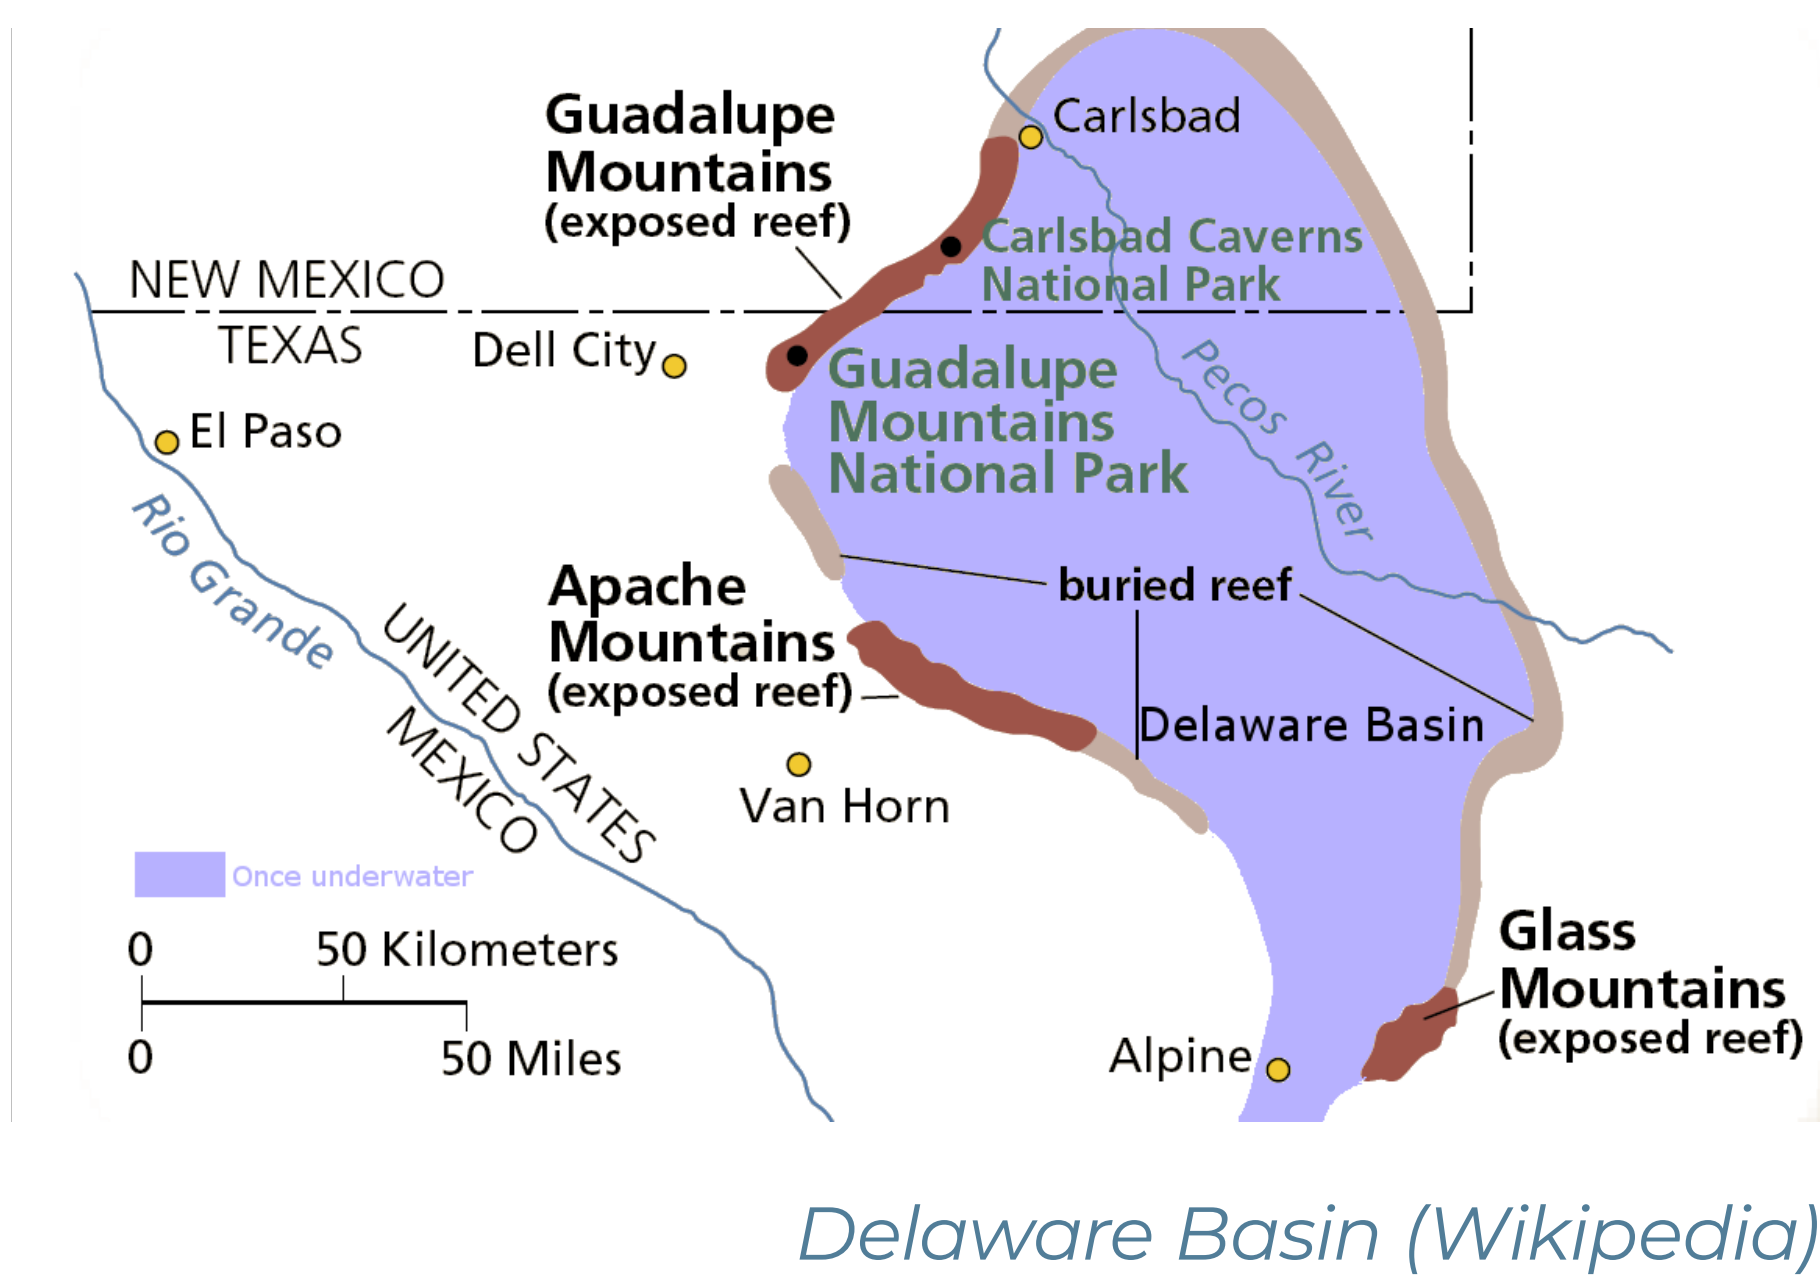 Guadalupe
Mountains
(exposed reef)
Carlsbad
Carlsbad Caverns
National Park
NEW MEXICO
TEXAS
Dell City
El Paso
Guadalupe
Mountains
National Park
Pecos River
Rio Grande
UNITED STATES
MEXICO
Apache
Mountains
(exposed reef)
buried reef
Delaware Basin
Van Horn
Once underwater
0 50 Kilometers
0 50 Miles
Glass
Mountains
(exposed reef)
Alpine
Delaware Basin (Wikipedia)